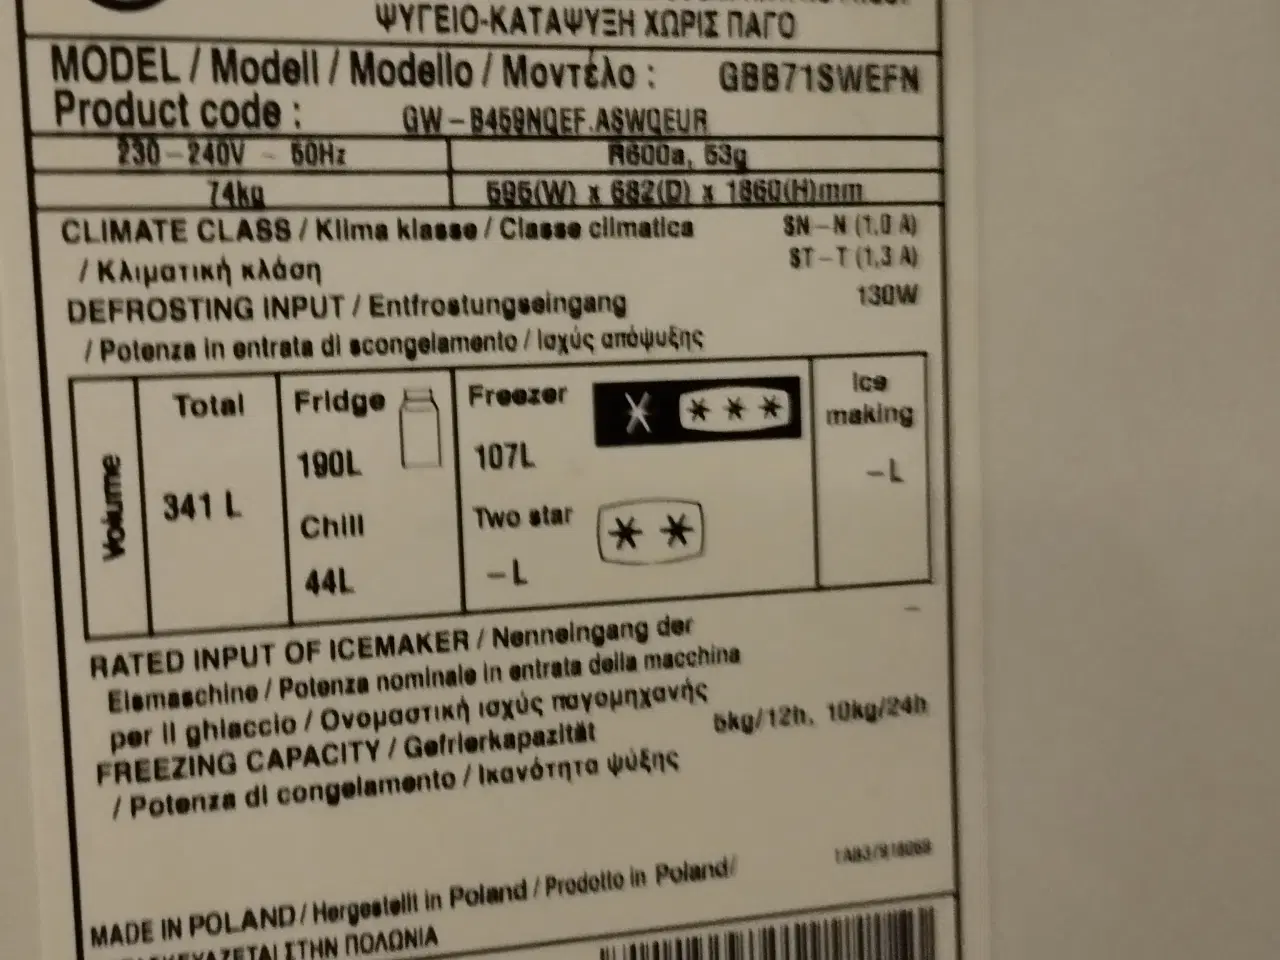 ΨΥΓΕΙΟ-ΚΑΤΑΨΥΞΗ ΧΩΡΙΣ ΠΑΓΟ
MODEL / Modell / Modello / Μοντέλο : GBB71SWEFN
Product code : GW-B459NQEF.ASWQEUR
230-240V ~ 50Hz R600a, 53g
74kg 595(W) x 682(D) x 1860(H)mm
CLIMATE CLASS / Klima klasse / Classe climatica SN-N (1,0 A)
/ Κλιματική κλάση ST-T (1,3 A)
DEFROSTING INPUT / Entfrostungseingang 130W
/ Potenza in entrata di scongelamento / Ισχύς απόψυξης
Volume
Total
341 L
Fridge
190L
Chill
44L
Freezer
107L
Two star
-L
Ice
making
-L
RATED INPUT OF ICEMAKER / Nenneingang der -
Eismaschine / Potenza nominale in entrata della macchina
per il ghiaccio / Ονομαστική ισχύς παγομηχανής
FREEZING CAPACITY / Gefrierkapazität 5kg/12h, 10kg/24h
/ Potenza di congelamento / Ικανότητα ψύξης
MADE IN POLAND / Hergestellt in Poland / Prodotto in Poland/
ΣΤΗΝ ΠΟΛΩΝΙΑ